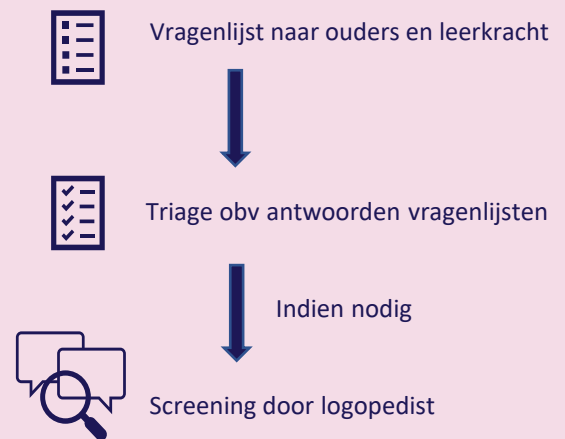 Vragenlijst naar ouders en leerkracht
Triage obv antwoorden vragenlijsten
Indien nodig
Screening door logopedist